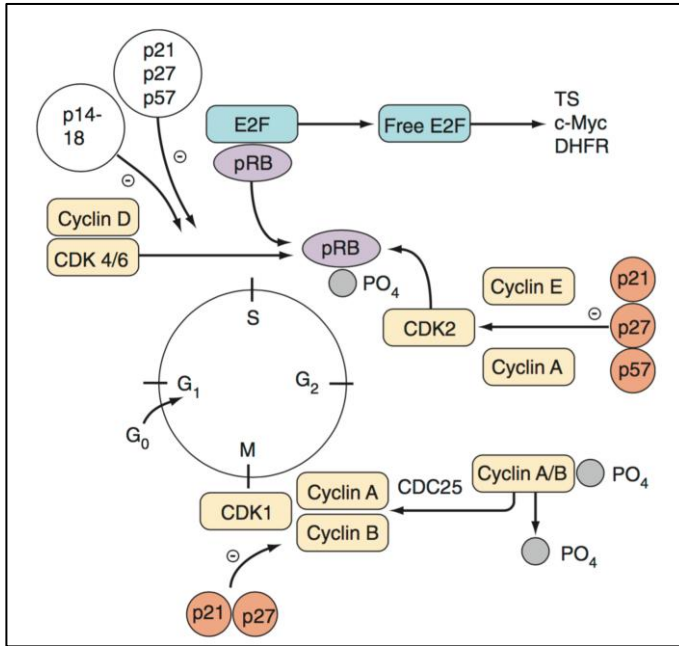 p21
p27
p57
p14-
18
⊖
⊖
E2F
pRB
Free E2F
TS
c-Myc
DHFR
Cyclin D
CDK 4/6
pRB
PO4
Cyclin E
CDK2
Cyclin A
⊖
p21
p27
p57
S
G1
G2
G0
M
CDK1
Cyclin A
Cyclin B
CDC25
Cyclin A/B
PO4
PO4
⊖
p21
p27